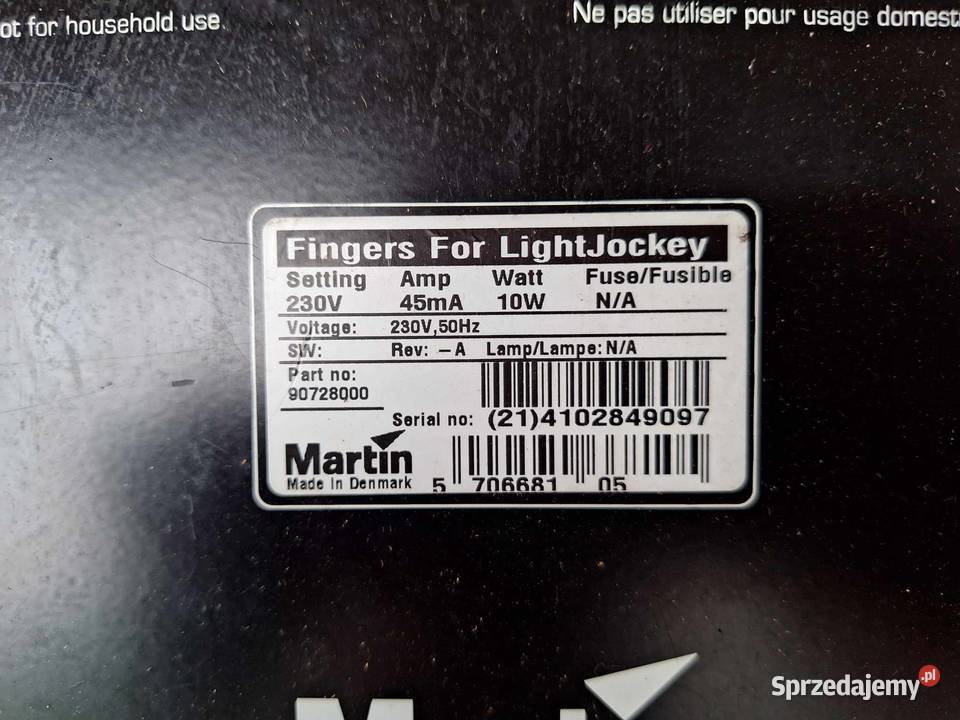 ot for household use.
Ne pas utiliser pour usage domest
Fingers For LightJockey
Setting Amp Watt Fuse/Fusible
230V 45mA 10W N/A
Voltage: 230V,50Hz
SW: Rev: –A Lamp/Lampe: N/A
Part no:
90728000
Serial no: (21)4102849097
Martin
Made In Denmark
5 706681 05
Sprzedajemy.pl